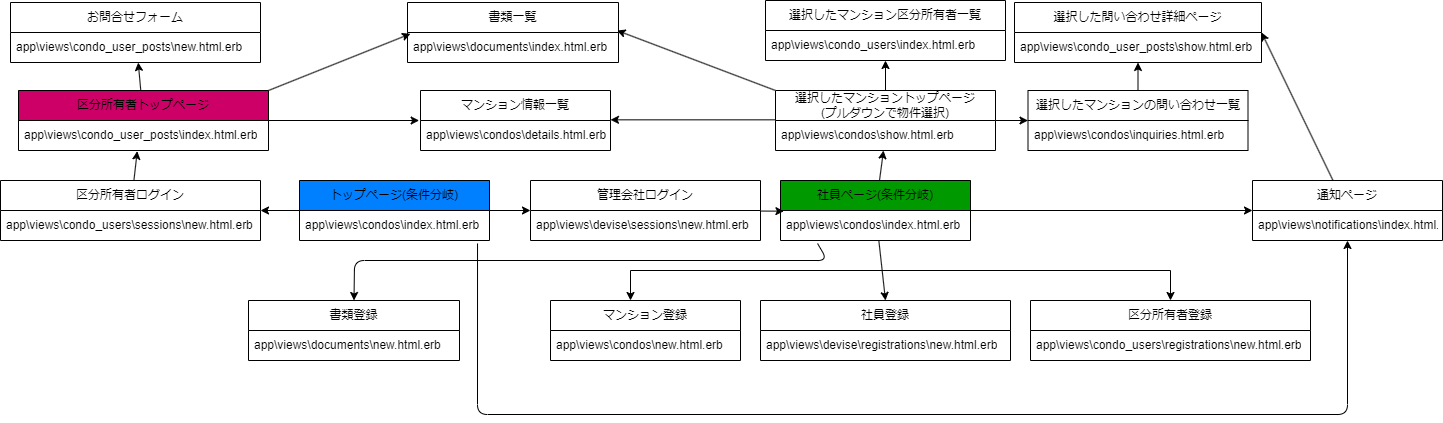 お問合せフォーム
app\views\condo_user_posts\new.html.erb
書類一覧
app\views\documents\index.html.erb
選択したマンション区分所有者一覧
app\views\condo_users\index.html.erb
選択した問い合わせ詳細ページ
app\views\condo_user_posts\show.html.erb
区分所有者トップページ
app\views\condo_user_posts\index.html.erb
マンション情報一覧
app\views\condos\details.html.erb
選択したマンショントップページ
(プルダウンで物件選択)
app\views\condos\show.html.erb
選択したマンションの問い合わせ一覧
app\views\condos\inquiries.html.erb
区分所有者ログイン
app\views\condo_users\sessions\new.html.erb
トップページ(条件分岐)
app\views\condos\index.html.erb
管理会社ログイン
app\views\devise\sessions\new.html.erb
社員ページ(条件分岐)
app\views\condos\index.html.erb
通知ページ
app\views\notifications\index.html.
書類登録
app\views\documents\new.html.erb
マンション登録
app\views\condos\new.html.erb
社員登録
app\views\devise\registrations\new.html.erb
区分所有者登録
app\views\condo_users\registrations\new.html.erb